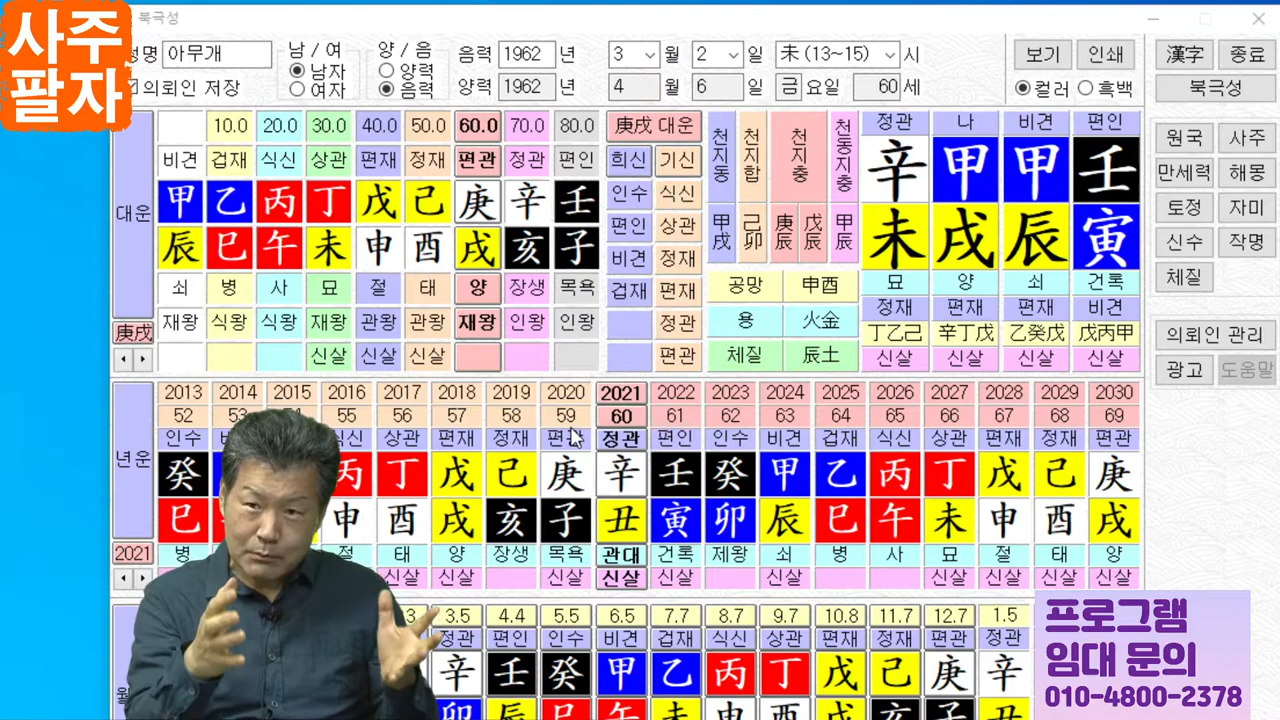 사주
팔자
북극성
성명 아무개 남 / 여 양 / 음 음력 1962 년 3 월 2 일 未 (13~15) 시 보기 인쇄 漢字 종료
의뢰인 저장 남자 여자 양력 음력 양력 1962 년 4 월 6 일 금 요일 60 세 컬러 흑백 북극성
대운 10.0 20.0 30.0 40.0 50.0 60.0 70.0 80.0 庚戌 대운
비견 겁재 식신 상관 편재 정재 편관 정관 편인 희신 기신
甲 乙 丙 丁 戊 己 庚 辛 壬 인수 식신
辰 巳 午 未 申 酉 戌 亥 子 편인 상관
비견 정재
쇠 병 사 묘 절 태 양 장생 목욕 겁재 편재
재왕 식왕 식왕 재왕 관왕 관왕 재왕 인왕 인왕 정관
庚戌 신살 신살 신살 편관
천지동 천지합 천지충 천동지충
甲戌 己卯 庚辰 戊辰 甲辰
공망 申酉
용 火金
체질 辰土
정관 나 비견 편인
辛 甲 甲 壬
未 戌 辰 寅
묘 양 쇠 건록
정재 편재 편재 비견
丁乙己 辛丁戊 乙癸戊 戊丙甲
신살 신살 신살 신살
원국 사주
만세력 해몽
토정 자미
신수 작명
체질
의뢰인 관리
광고 도움말
년운 2013 2014 2015 2016 2017 2018 2019 2020 2021 2022 2023 2024 2025 2026 2027 2028 2029 2030
52 55 56 57 58 59 60 61 62 63 64 65 66 67 68 69
인수 식신 상관 편재 정재 편관 정관 편인 인수 비견 겁재 식신 상관 편재 정재 편관
癸 丙 丁 戊 己 庚 辛 壬 癸 甲 乙 丙 丁 戊 己 庚
巳 申 酉 戌 亥 子 丑 寅 卯 辰 巳 午 未 申 酉 戌
2021 병 절 태 양 장생 목욕 관대 건록 제왕 쇠 병 사 묘 절 태 양
신살 신살 신살 신살 신살 신살 신살 신살 신살 신살
월 3.5 4.4 5.5 6.5 7.7 8.7 9.7 10.8 11.7 12.7 1.5
정관 편인 인수 비견 겁재 식신 상관 편재 정재 편관 정관
辛 壬 癸 甲 乙 丙 丁 戊 己 庚 辛
卯 辰 巳 午 未 申 酉 戌 亥 子 丑
프로그램
임대 문의
010-4800-2378